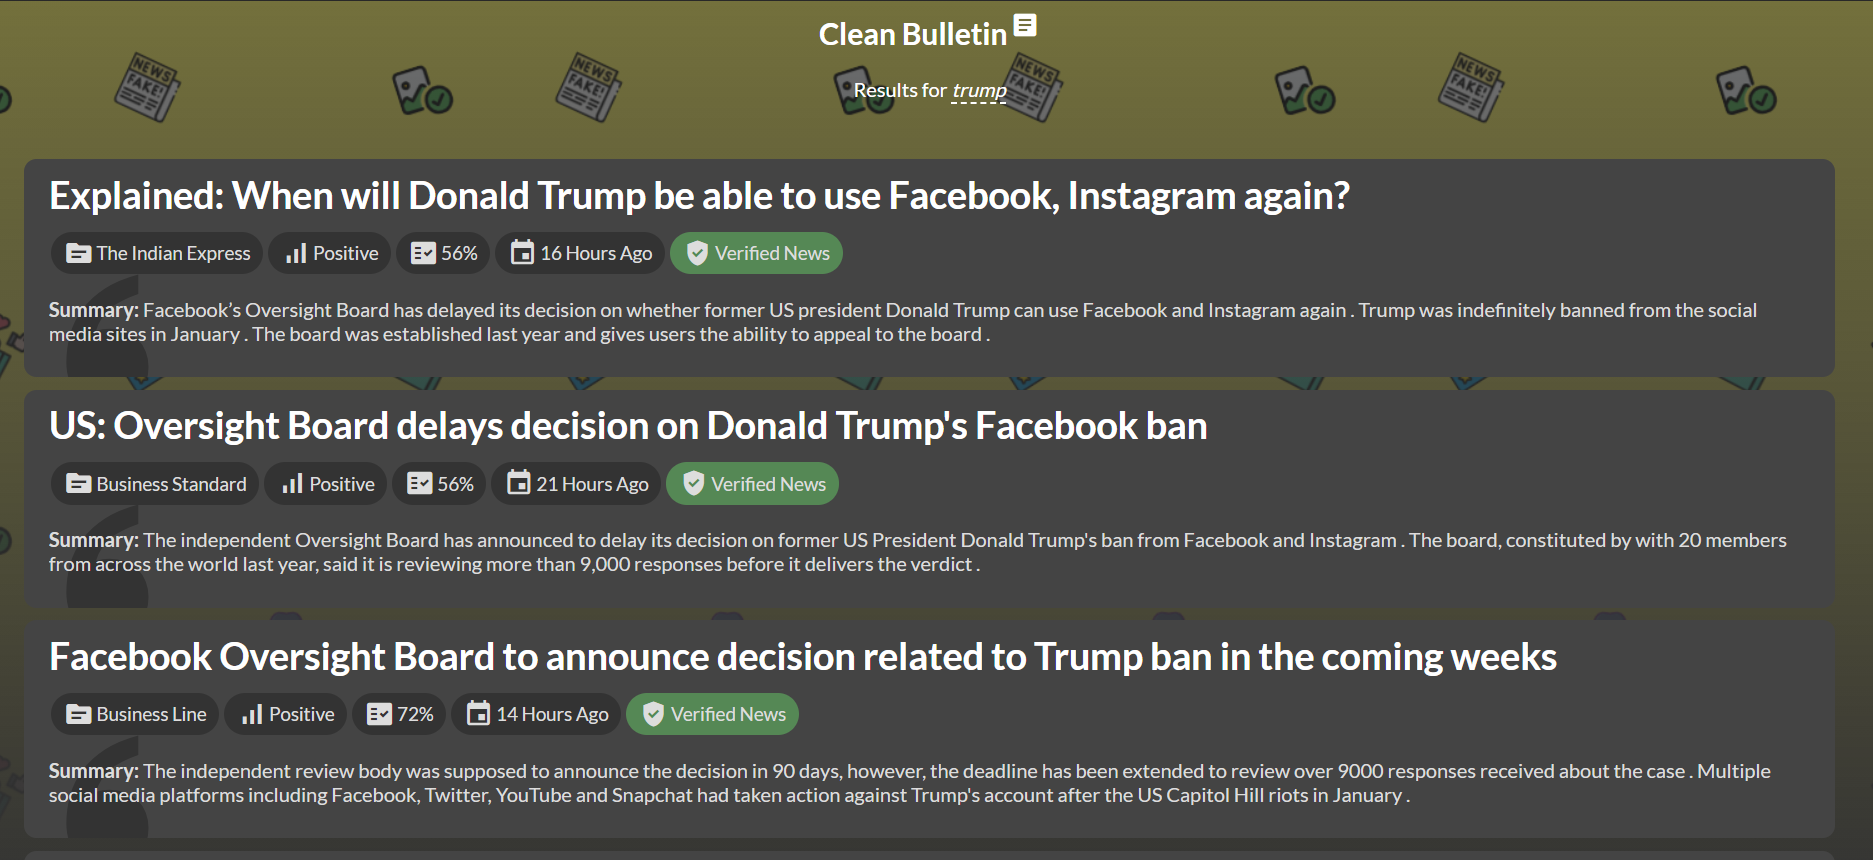 Clean Bulletin
NEWS FAKE!
NEWS FAKE!
NEWS FAKE!
NEWS FAKE!
Results for trump
Explained: When will Donald Trump be able to use Facebook, Instagram again?
The Indian Express Positive 56% 16 Hours Ago Verified News
Summary: Facebook’s Oversight Board has delayed its decision on whether former US president Donald Trump can use Facebook and Instagram again . Trump was indefinitely banned from the social
media sites in January . The board was established last year and gives users the ability to appeal to the board .
US: Oversight Board delays decision on Donald Trump's Facebook ban
Business Standard Positive 56% 21 Hours Ago Verified News
Summary: The independent Oversight Board has announced to delay its decision on former US President Donald Trump's ban from Facebook and Instagram . The board, constituted by with 20 members
from across the world last year, said it is reviewing more than 9,000 responses before it delivers the verdict .
Facebook Oversight Board to announce decision related to Trump ban in the coming weeks
Business Line Positive 72% 14 Hours Ago Verified News
Summary: The independent review body was supposed to announce the decision in 90 days, however, the deadline has been extended to review over 9000 responses received about the case . Multiple
social media platforms including Facebook, Twitter, YouTube and Snapchat had taken action against Trump's account after the US Capitol Hill riots in January .